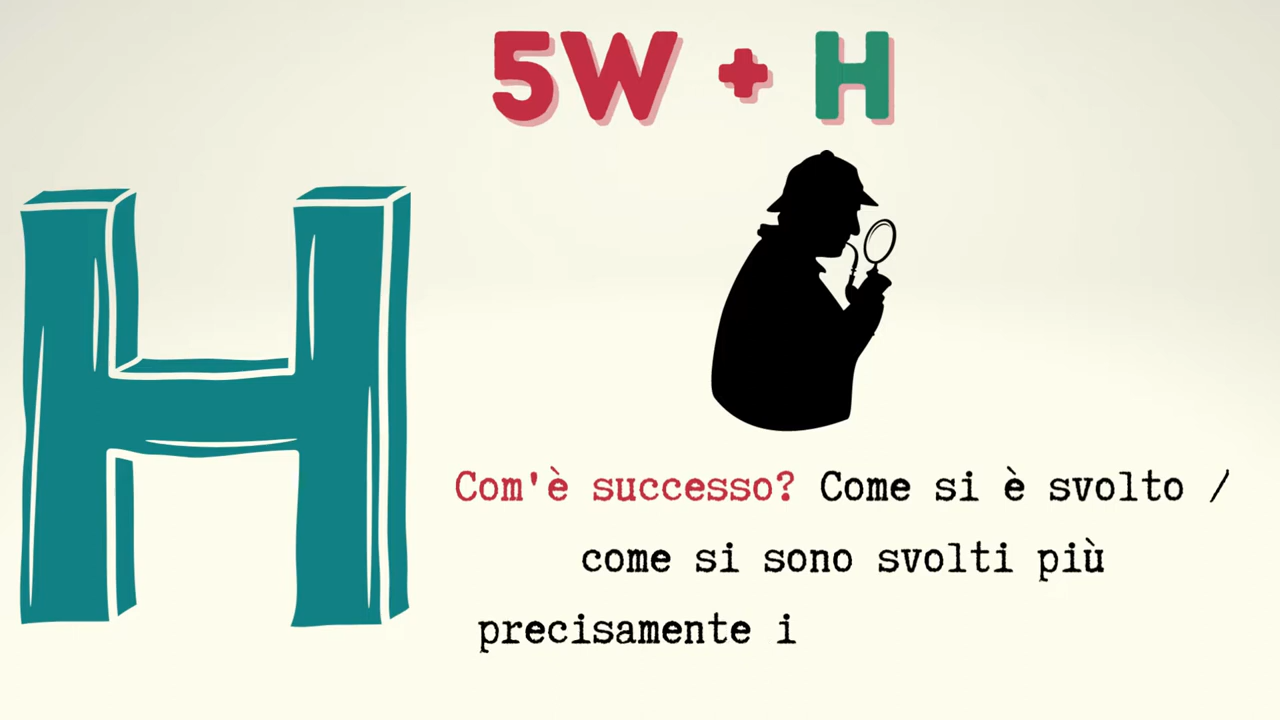 5W + H
H
Com'è successo? Come si è svolto /
come si sono svolti più
precisamente i